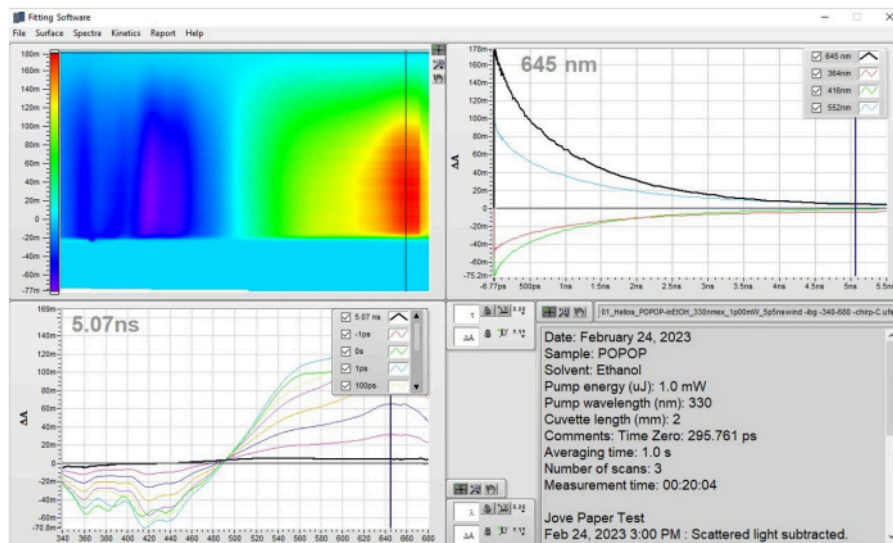 Fitting Software
File Surface Spectra Kinetics Report Help
180m
160m
140m
120m
100m
80m
60m
40m
20m
0
-20m
-40m
-60m
-77m
178m
160m
140m
120m
100m
80m
60m
40m
20m
0
-20m
-40m
-60m
-75.2m
ΔA
645 nm
645 nm
364nm
416nm
552nm
-6.77ps 500ps 1ns 1.5ns 2ns 2.5ns 3ns 3.5ns 4ns 4.5ns 5ns 5.5ns
169m
140m
120m
100m
80m
60m
40m
20m
0
-20m
-40m
-60m
-70.8m
ΔA
5.07ns
5.07 ns
-1ps
0s
1ps
100ps
340 360 380 400 420 440 460 480 500 520 540 560 580 600 620 640 660 680
t
ΔA
λ
ΔA
Date: February 24, 2023
Sample: POPOP
Solvent: Ethanol
Pump energy (uJ): 1.0 mW
Pump wavelength (nm): 330
Cuvette length (mm): 2
Comments: Time Zero: 295.761 ps
Averaging time: 1.0 s
Number of scans: 3
Measurement time: 00:20:04
Jove Paper Test
Feb 24, 2023 3:00 PM : Scattered light subtracted.